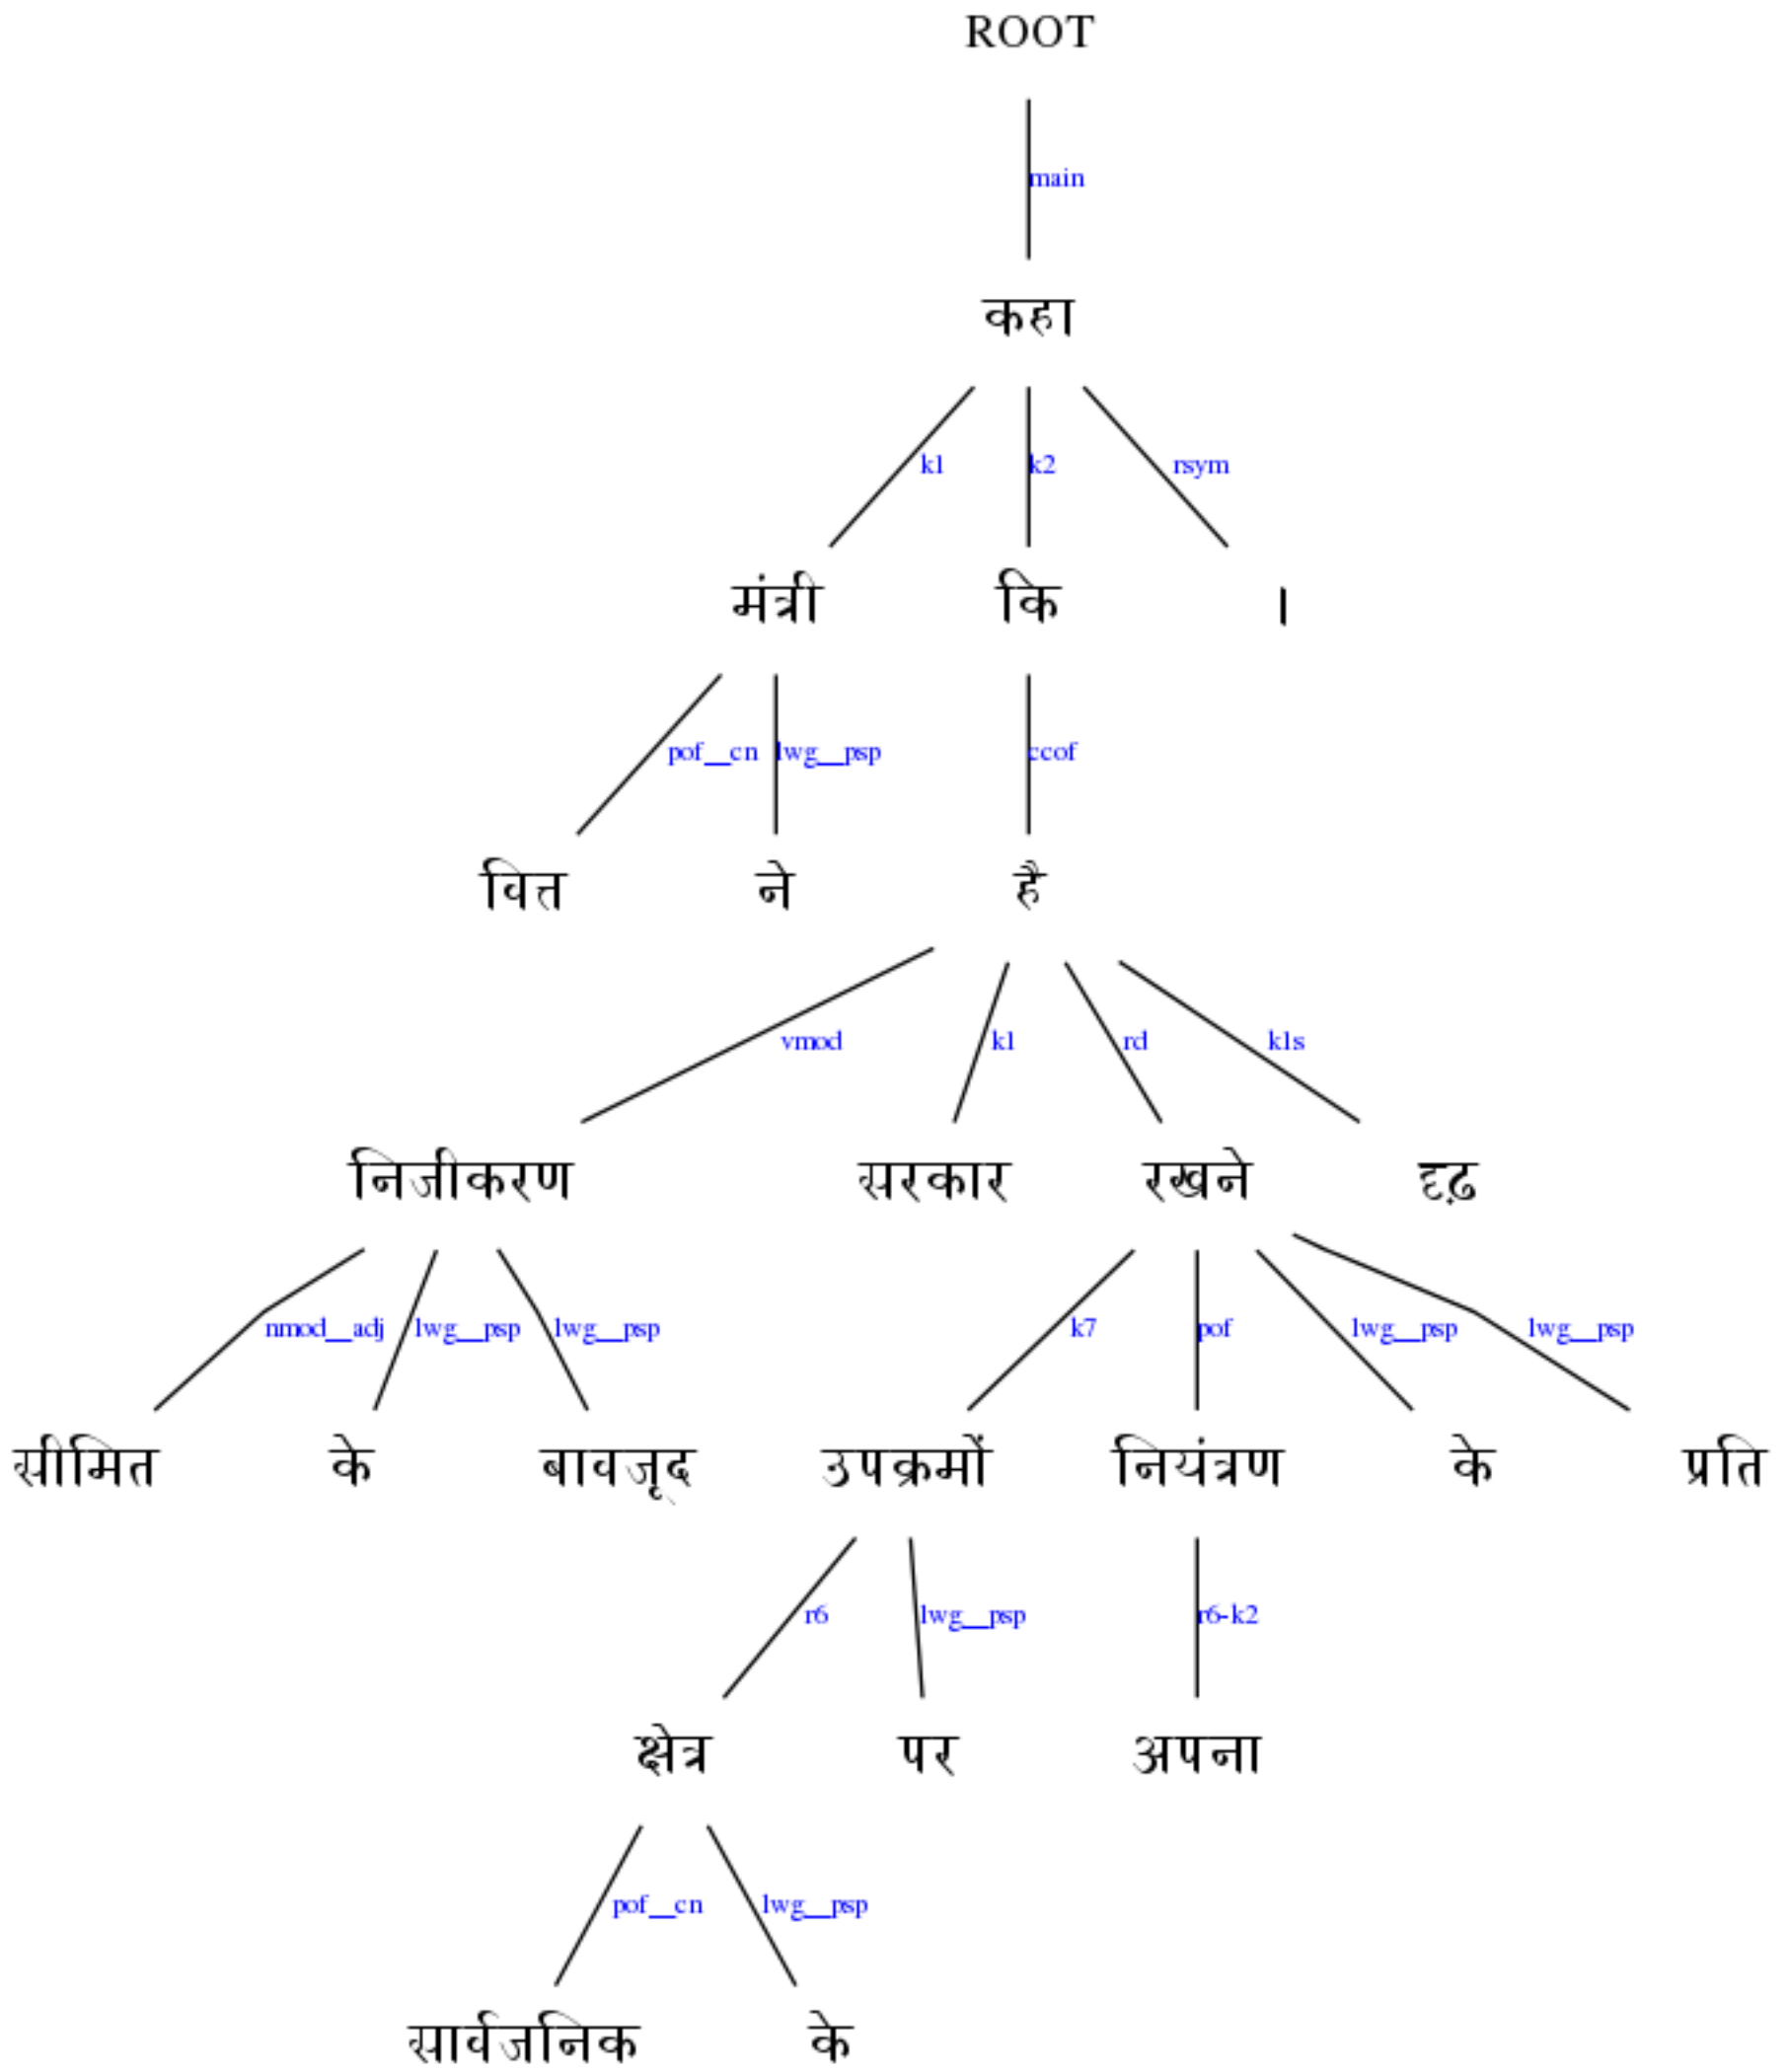 ROOT
main
कहा
k1 k2 rsym
मंत्री कि ।
pof__cn lwg__psp ccof
वित्त ने है
vmod k1 rd k1s
निजीकरण सरकार रखने दृढ़
nmod__adj lwg__psp lwg__psp k7 pof lwg__psp lwg__psp
सीमित के बावजूद उपक्रमों नियंत्रण के प्रति
r6 lwg__psp r6-k2
क्षेत्र पर अपना
pof__cn lwg__psp
सार्वजनिक के